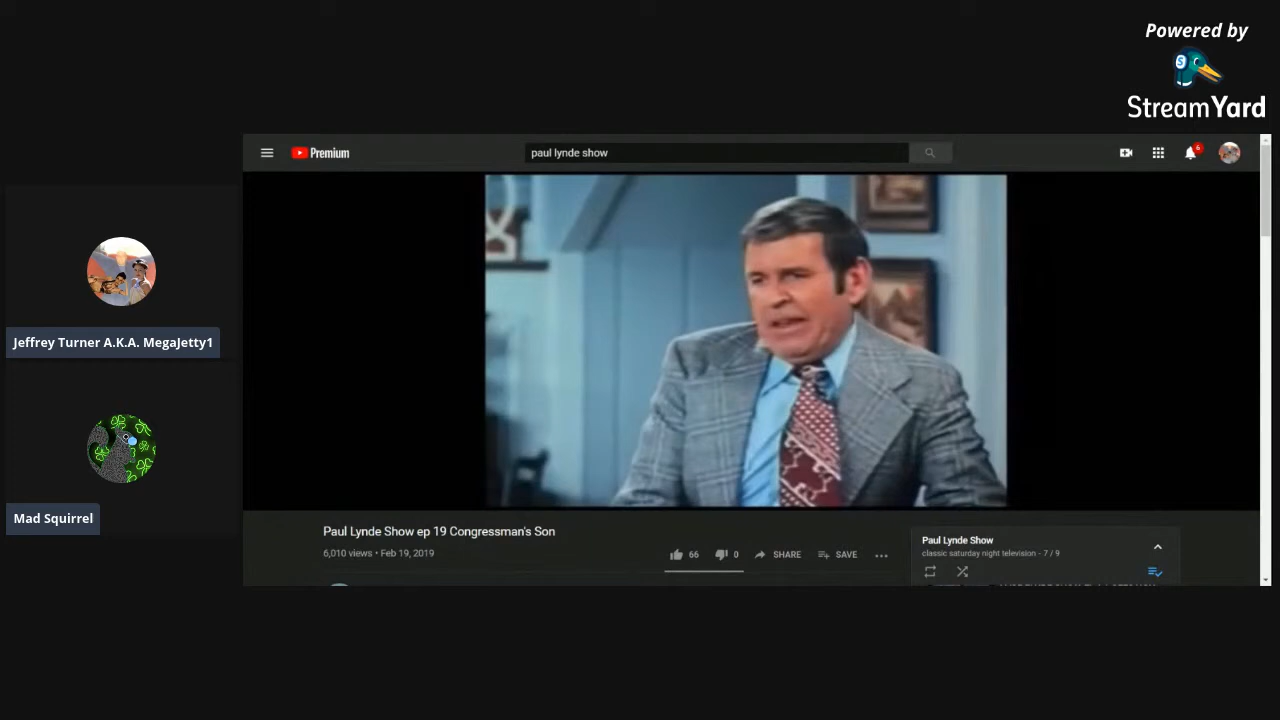 Powered by
StreamYard
Premium
paul lynde show
6
Jeffrey Turner A.K.A. MegaJetty1
Mad Squirrel
Paul Lynde Show ep 19 Congressman's Son
6,010 views • Feb 19, 2019
66
0
SHARE
SAVE
Paul Lynde Show
classic saturday night television - 7 / 9